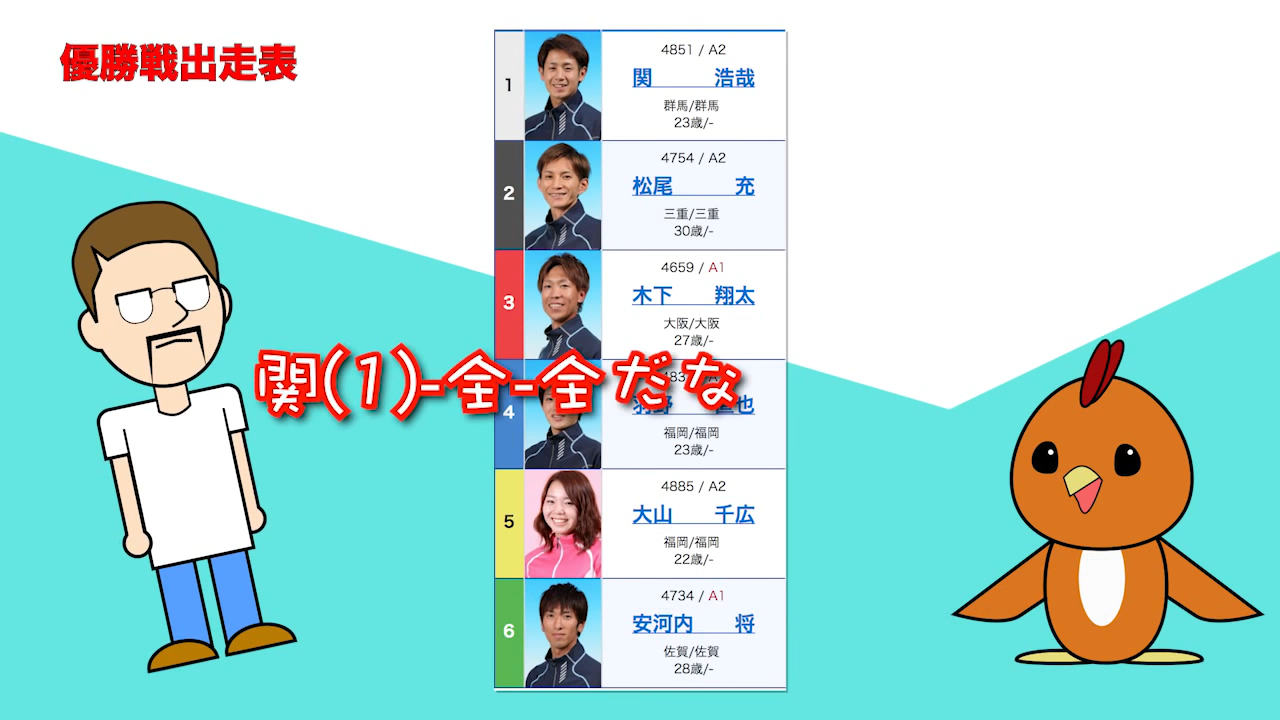 優勝戦出走表
1
4851 / A2
関 浩哉
群馬/群馬
23歳/-
2
4754 / A2
松尾 充
三重/三重
30歳/-
3
4659 / A1
木下 翔太
大阪/大阪
27歳/-
関(1)-全-全だな
4
福岡/福岡
23歳/-
5
4885 / A2
大山 千広
福岡/福岡
22歳/-
6
4734 / A1
安河内 将
佐賀/佐賀
28歳/-